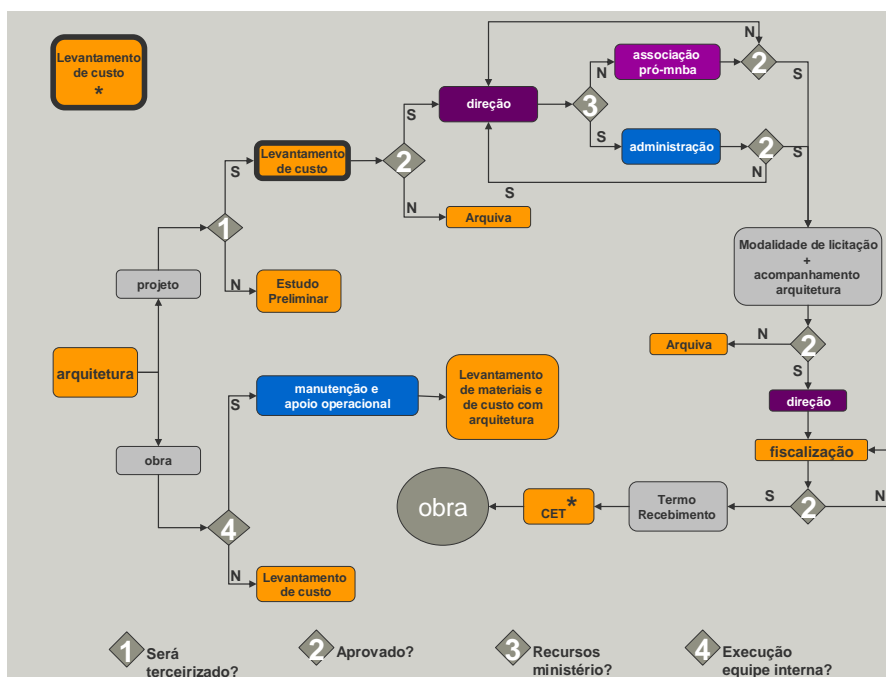 Levantamento
de custo
*
N
associação
pró-mnba
2
S
N
direção
3
S
S
administração
2
S
N
S
Levantamento
de custo
2
S
N
Arquiva
1
N
Estudo
Preliminar
projeto
Modalidade de licitação
+
acompanhamento
arquitetura
Arquiva
N
2
S
direção
fiscalização
arquitetura
manutenção e
apoio operacional
Levantamento
de materiais e
de custo com
arquitetura
S
obra
4
N
Levantamento
de custo
obra
CET *
Termo
Recebimento
S
2
N
1 Será
terceirizado?
2 Aprovado?
3 Recursos
ministério?
4 Execução
equipe interna?